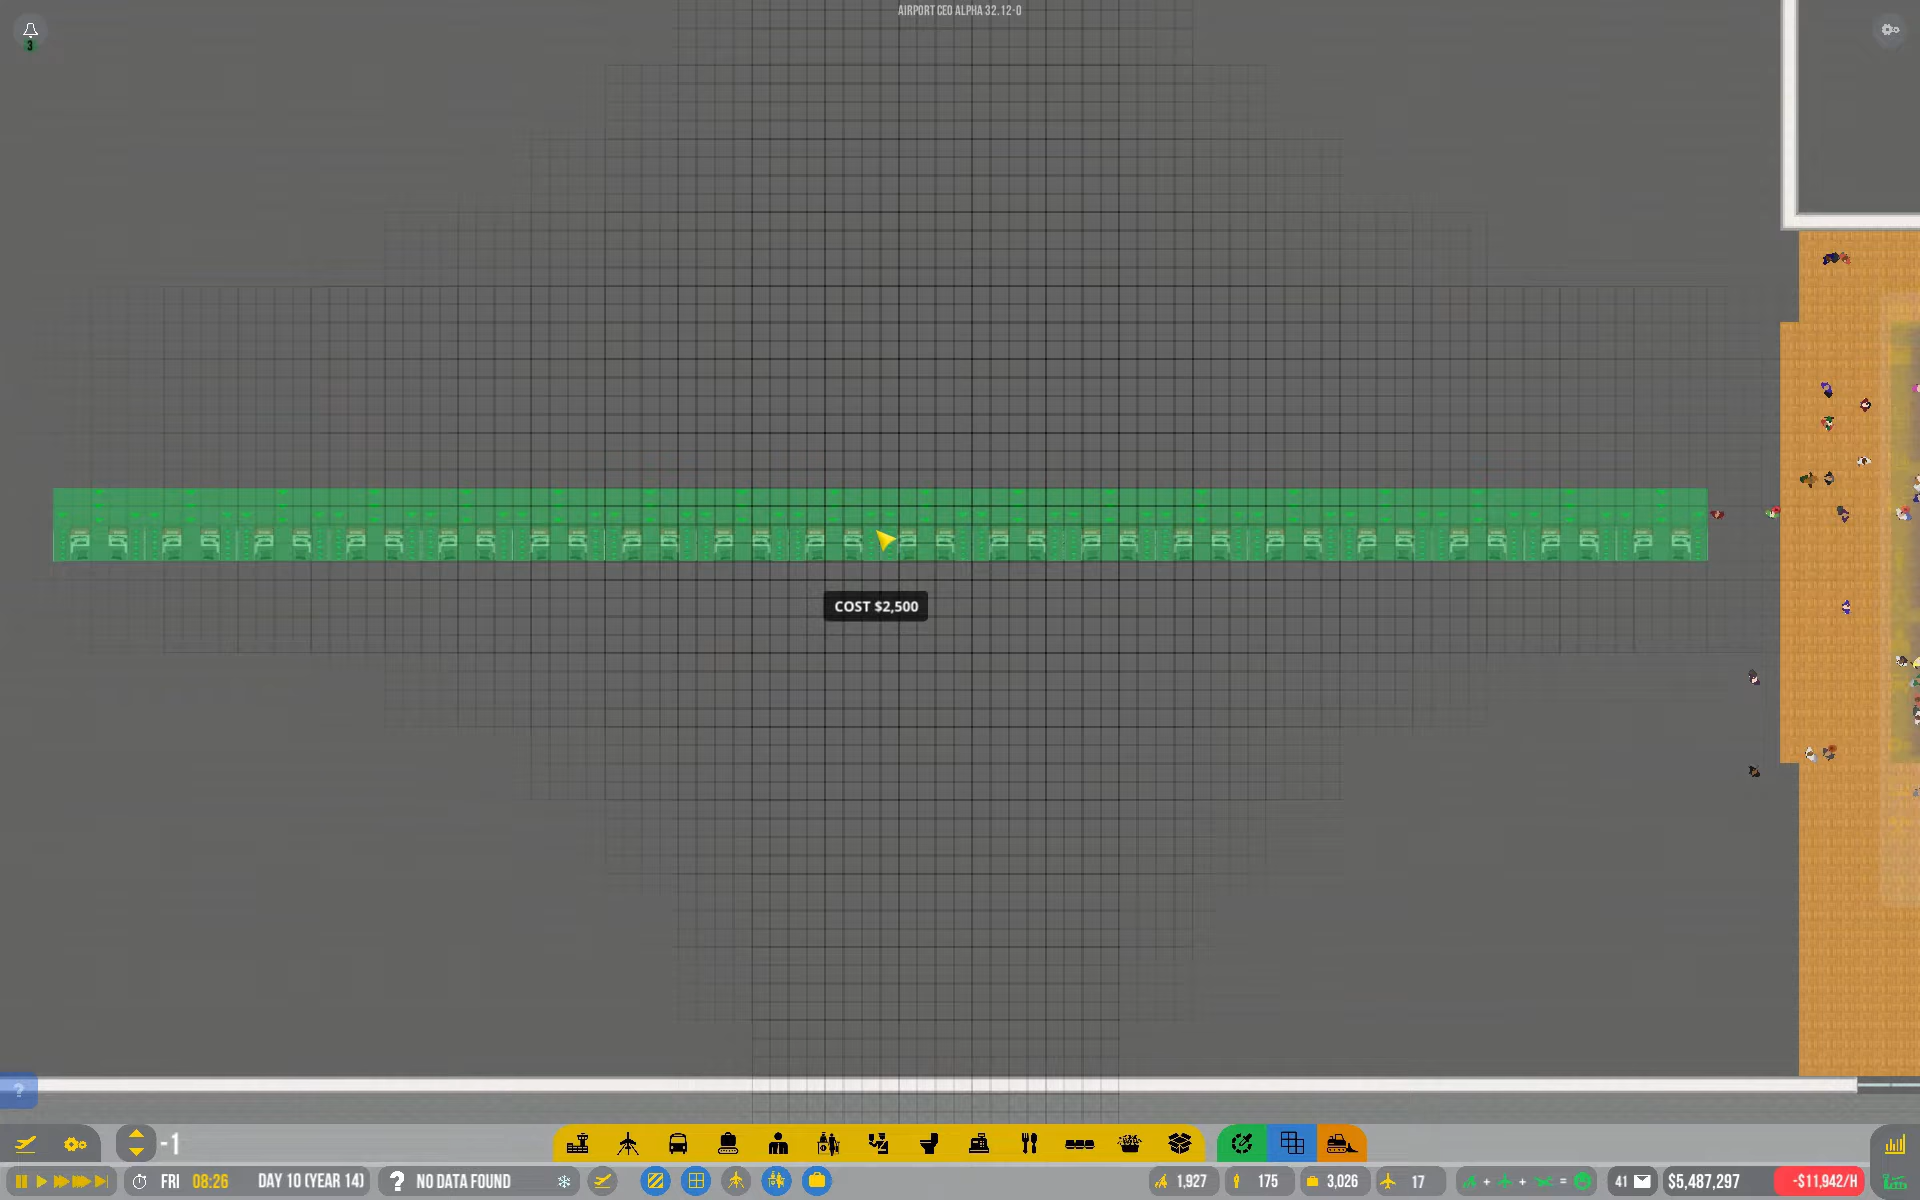 AIRPORT CEO ALPHA 32.12-0
3
COST $2,500
?
-1
FRI 08:26 DAY 10 (YEAR 14) ? NO DATA FOUND 1,927 175 3,026 17 + + = 41 $5,487,297 -$11,942/H